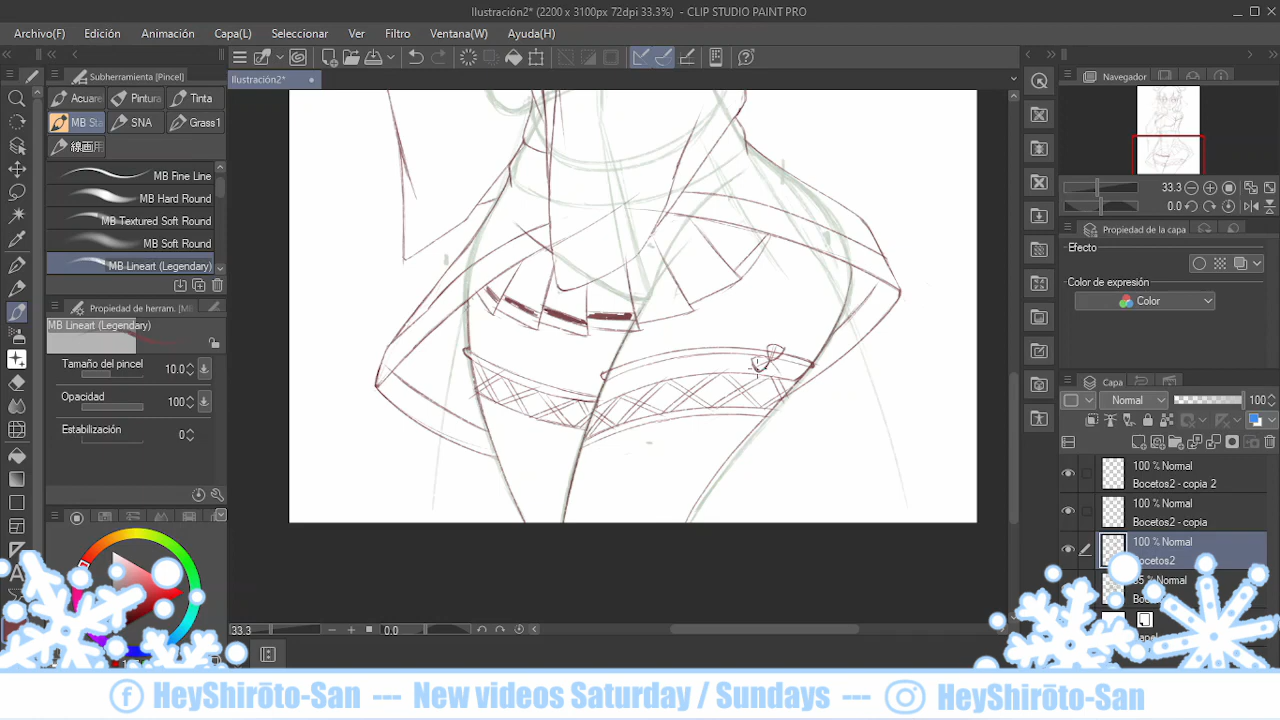 Ilustración2* (2200 x 3100px 72dpi 33.3%) - CLIP STUDIO PAINT PRO
Archivo(F) Edición Animación Capa(L) Seleccionar Ver Filtro Ventana(W) Ayuda(H)
Subherramienta (Pincel)
Ilustración2*
Navegador
Acuare Pintura Tinta
MB Sta SNA Grass1
線画用
MB Fine Line
MB Hard Round
MB Textured Soft Round
MB Soft Round
MB Lineart (Legendary)
33.3
0.0
Propiedad de la capa
Efecto
Color de expresión
Color
Propiedad de herram. [MB
MB Lineart (Legendary)
Tamaño del pincel 10.0
Opacidad 100
Estabilización 0
Capa
Normal 100
100 % Normal
Bocetos2 - copia 2
100 % Normal
Bocetos2 - copia
100 % Normal
Bocetos2
33.3 0.0
HeyShirōto-San --- New videos Saturday / Sundays --- HeyShirōto-San